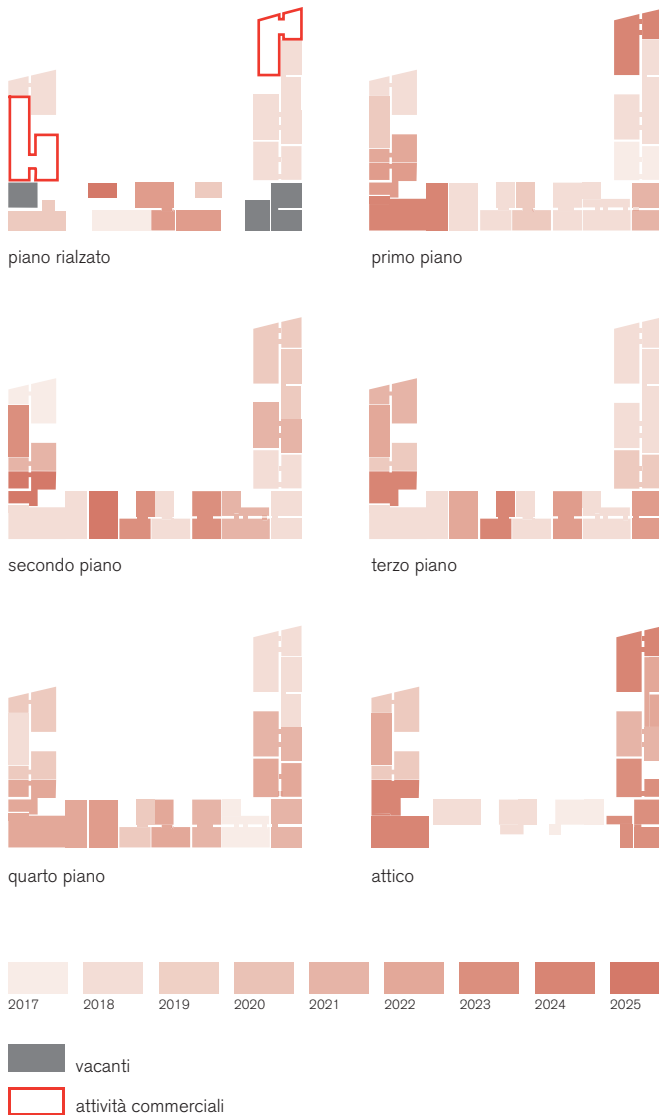 piano rialzato
primo piano
secondo piano
terzo piano
quarto piano
attico
2017 2018 2019 2020 2021 2022 2023 2024 2025
vacanti
attività commerciali